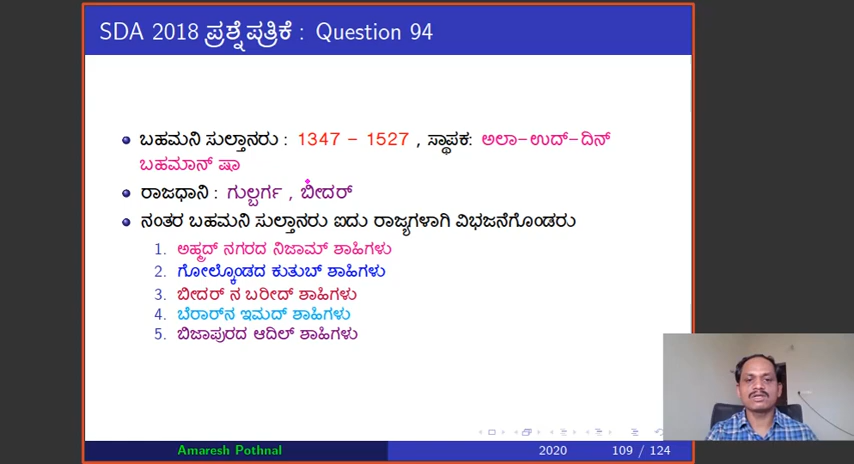 SDA 2018 ಪ್ರಶ್ನೆಪತ್ರಿಕೆ : Question 94
ಬಹಮನಿ ಸುಲ್ತಾನರು : 1347 – 1527 , ಸ್ಥಾಪಕ: ಅಲಾ-ಉದ್-ದಿನ್
ಬಹಮಾನ್ ಷಾ
ರಾಜಧಾನಿ : ಗುಲ್ಬರ್ಗ , ಬೀದರ್
ನಂತರ ಬಹಮನಿ ಸುಲ್ತಾನರು ಐದು ರಾಜ್ಯಗಳಾಗಿ ವಿಭಜನೆಗೊಂಡರು
1. ಅಹ್ಮದ್ ನಗರದ ನಿಜಾಮ್ ಶಾಹಿಗಳು
2. ಗೋಲ್ಕೊಂಡದ ಕುತುಬ್ ಶಾಹಿಗಳು
3. ಬೀದರ್ ನ ಬರೀದ್ ಶಾಹಿಗಳು
4. ಬೆರಾರ್‌ನ ಇಮದ್ ಶಾಹಿಗಳು
5. ಬಿಜಾಪುರದ ಆದಿಲ್ ಶಾಹಿಗಳು
Amaresh Pothnal 2020 109 / 124